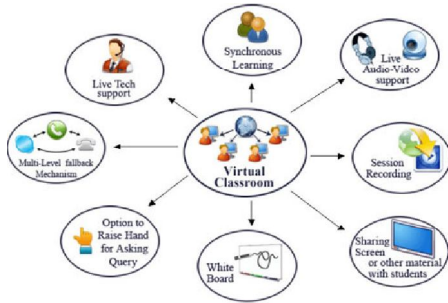 Synchronous
Learning
Live
Audio-Video
support
Live Tech
support
Multi-Level fallback
Mechanism
Virtual
Classroom
Session
Recording
Option to
Raise Hand
for Asking
Query
White
Board
Sharing
Screen
or other material
with students